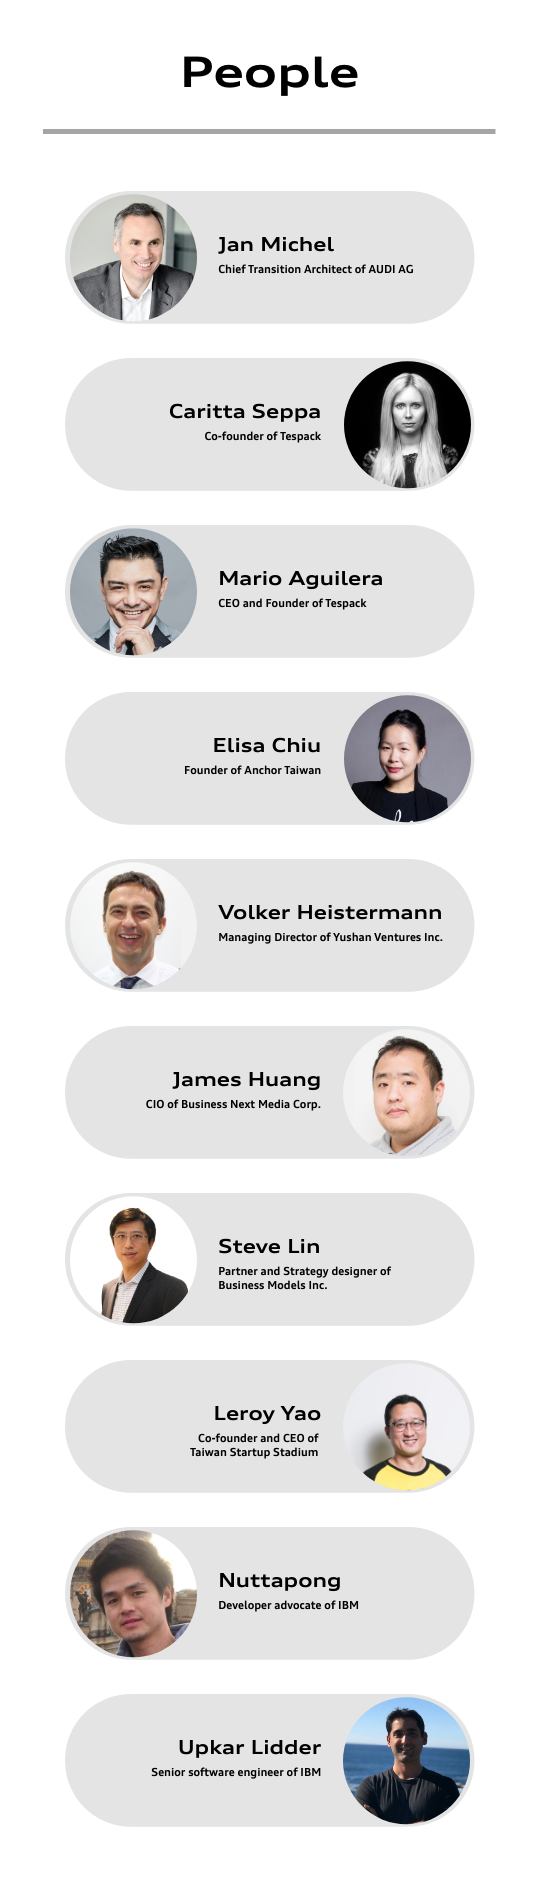 People
Jan Michel
Chief Transition Architect of AUDI AG
Caritta Seppa
Co-founder of Tespack
Mario Aguilera
CEO and Founder of Tespack
Elisa Chiu
Founder of Anchor Taiwan
Volker Heistermann
Managing Director of Yushan Ventures Inc.
James Huang
CIO of Business Next Media Corp.
Steve Lin
Partner and Strategy designer of
Business Models Inc.
Leroy Yao
Co-founder and CEO of
Taiwan Startup Stadium
Nuttapong
Developer advocate of IBM
Upkar Lidder
Senior software engineer of IBM